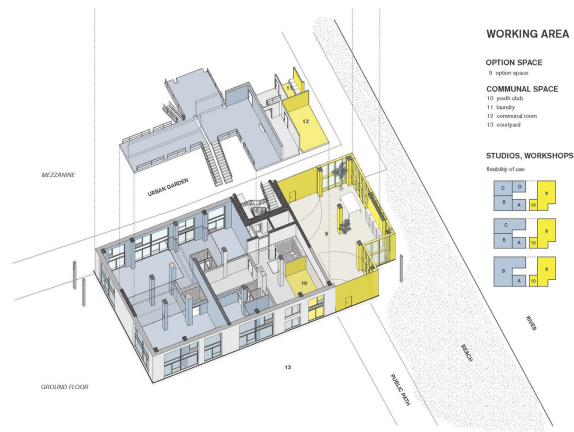 WORKING AREA
OPTION SPACE
9 option space
COMMUNAL SPACE
10 youth club
11 laundry
12 communal room
13 courtyard
STUDIOS, WORKSHOPS
flexibility of use
C D 9
B A 10
C 9
B A 10
9
B A 10
11
12
MEZZANINE
URBAN GARDEN
9
10
13
GROUND FLOOR
PUBLIC PATH
BEACH
RIVER